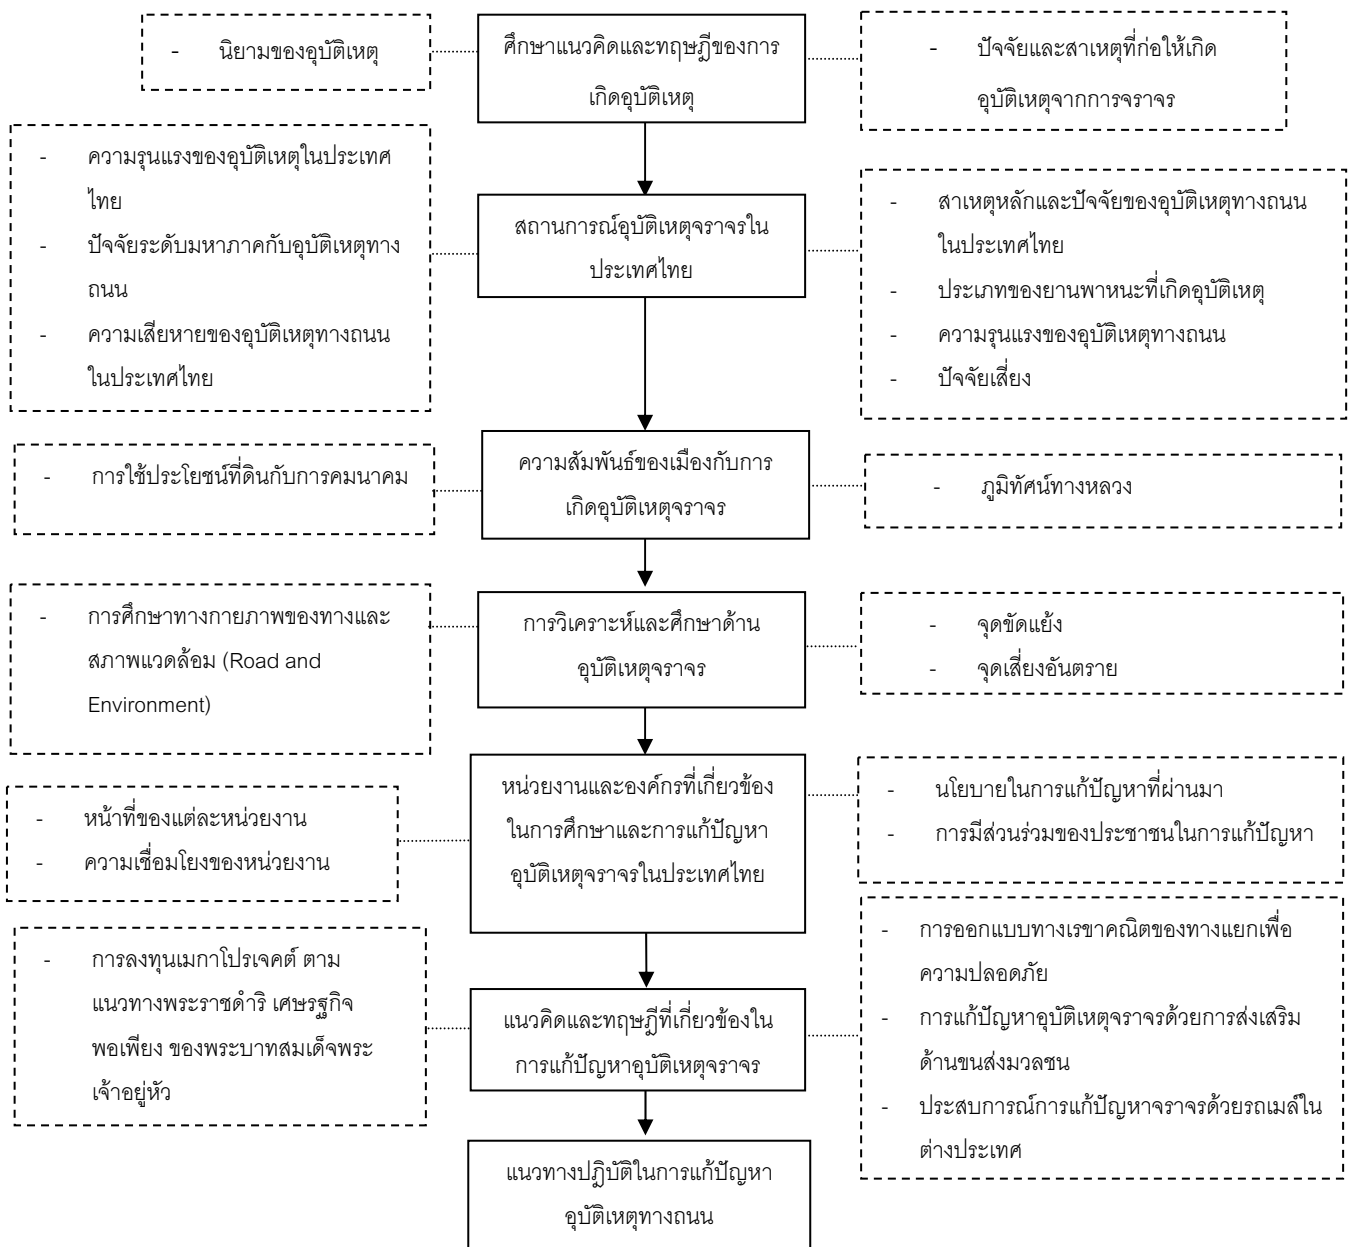 - นิยามของอุบัติเหตุ
ศึกษาแนวคิดและทฤษฎีของการ
เกิดอุบัติเหตุ
- ปัจจัยและสาเหตุที่ก่อให้เกิด
อุบัติเหตุจากการจราจร
- ความรุนแรงของอุบัติเหตุในประเทศ
ไทย
- ปัจจัยระดับมหาภาคกับอุบัติเหตุทาง
ถนน
- ความเสียหายของอุบัติเหตุทางถนน
ในประเทศไทย
สถานการณ์อุบัติเหตุจราจรใน
ประเทศไทย
- สาเหตุหลักและปัจจัยของอุบัติเหตุทางถนน
ในประเทศไทย
- ประเภทของยานพาหนะที่เกิดอุบัติเหตุ
- ความรุนแรงของอุบัติเหตุทางถนน
- ปัจจัยเสี่ยง
- การใช้ประโยชน์ที่ดินกับการคมนาคม
ความสัมพันธ์ของเมืองกับการ
เกิดอุบัติเหตุจราจร
- ภูมิทัศน์ทางหลวง
- การศึกษาทางกายภาพของทางและ
สภาพแวดล้อม (Road and
Environment)
การวิเคราะห์และศึกษาด้าน
อุบัติเหตุจราจร
- จุดขัดแย้ง
- จุดเสี่ยงอันตราย
- หน้าที่ของแต่ละหน่วยงาน
- ความเชื่อมโยงของหน่วยงาน
หน่วยงานและองค์กรที่เกี่ยวข้อง
ในการศึกษาและการแก้ปัญหา
อุบัติเหตุจราจรในประเทศไทย
- นโยบายในการแก้ปัญหาที่ผ่านมา
- การมีส่วนร่วมของประชาชนในการแก้ปัญหา
- การลงทุนเมกาโปรเจคต์ ตาม
แนวทางพระราชดำริ เศรษฐกิจ
พอเพียง ของพระบาทสมเด็จพระ
เจ้าอยู่หัว
แนวคิดและทฤษฎีที่เกี่ยวข้องใน
การแก้ปัญหาอุบัติเหตุจราจร
- การออกแบบทางเรขาคณิตของทางแยกเพื่อ
ความปลอดภัย
- การแก้ปัญหาอุบัติเหตุจราจรด้วยการส่งเสริม
ด้านขนส่งมวลชน
- ประสบการณ์การแก้ปัญหาจราจรด้วยรถเมล์ใน
ต่างประเทศ
แนวทางปฏิบัติในการแก้ปัญหา
อุบัติเหตุทางถนน